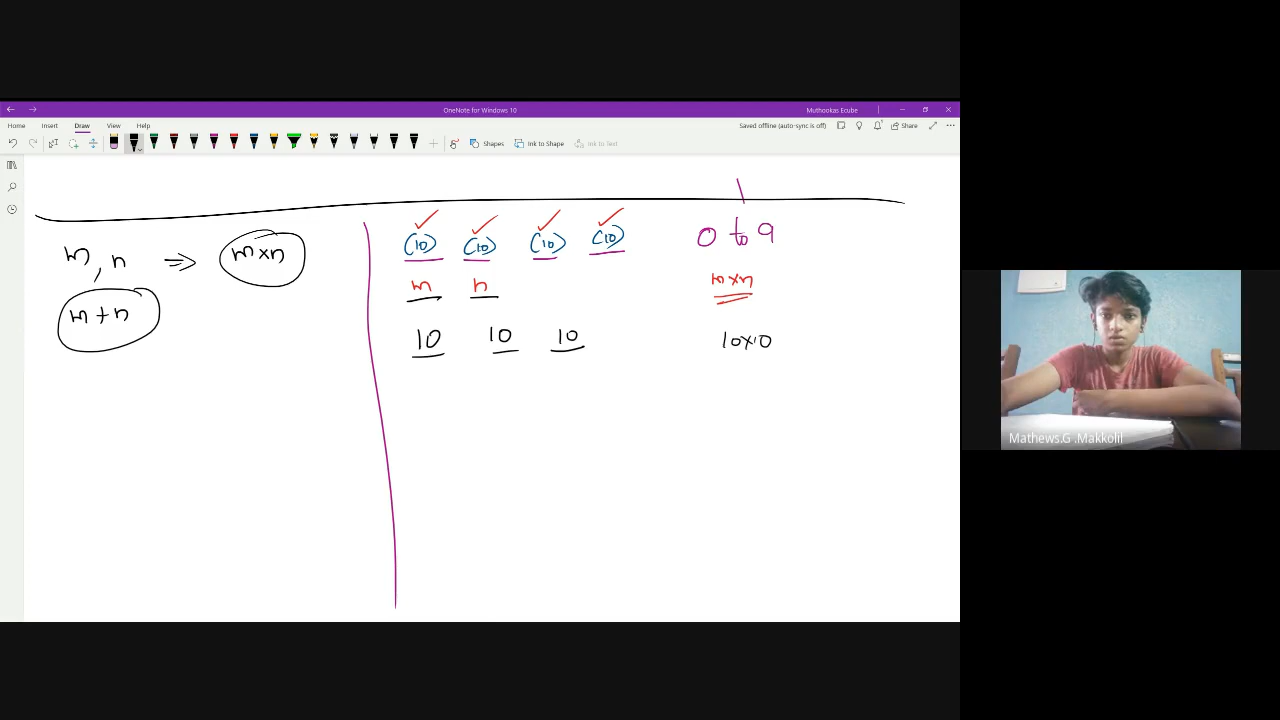 OneNote for Windows 10
Muthookas Ecube
Home Insert Draw View Help
Saved offline (auto-sync is off)
Share
Shapes
Ink to Shape
Ink to Text
m, n ⇒ m×n
m + n
(10) (10) (10) (10) 0 to 9
m n m×n
10 10 10 10×10
Mathews.G .Makkolil